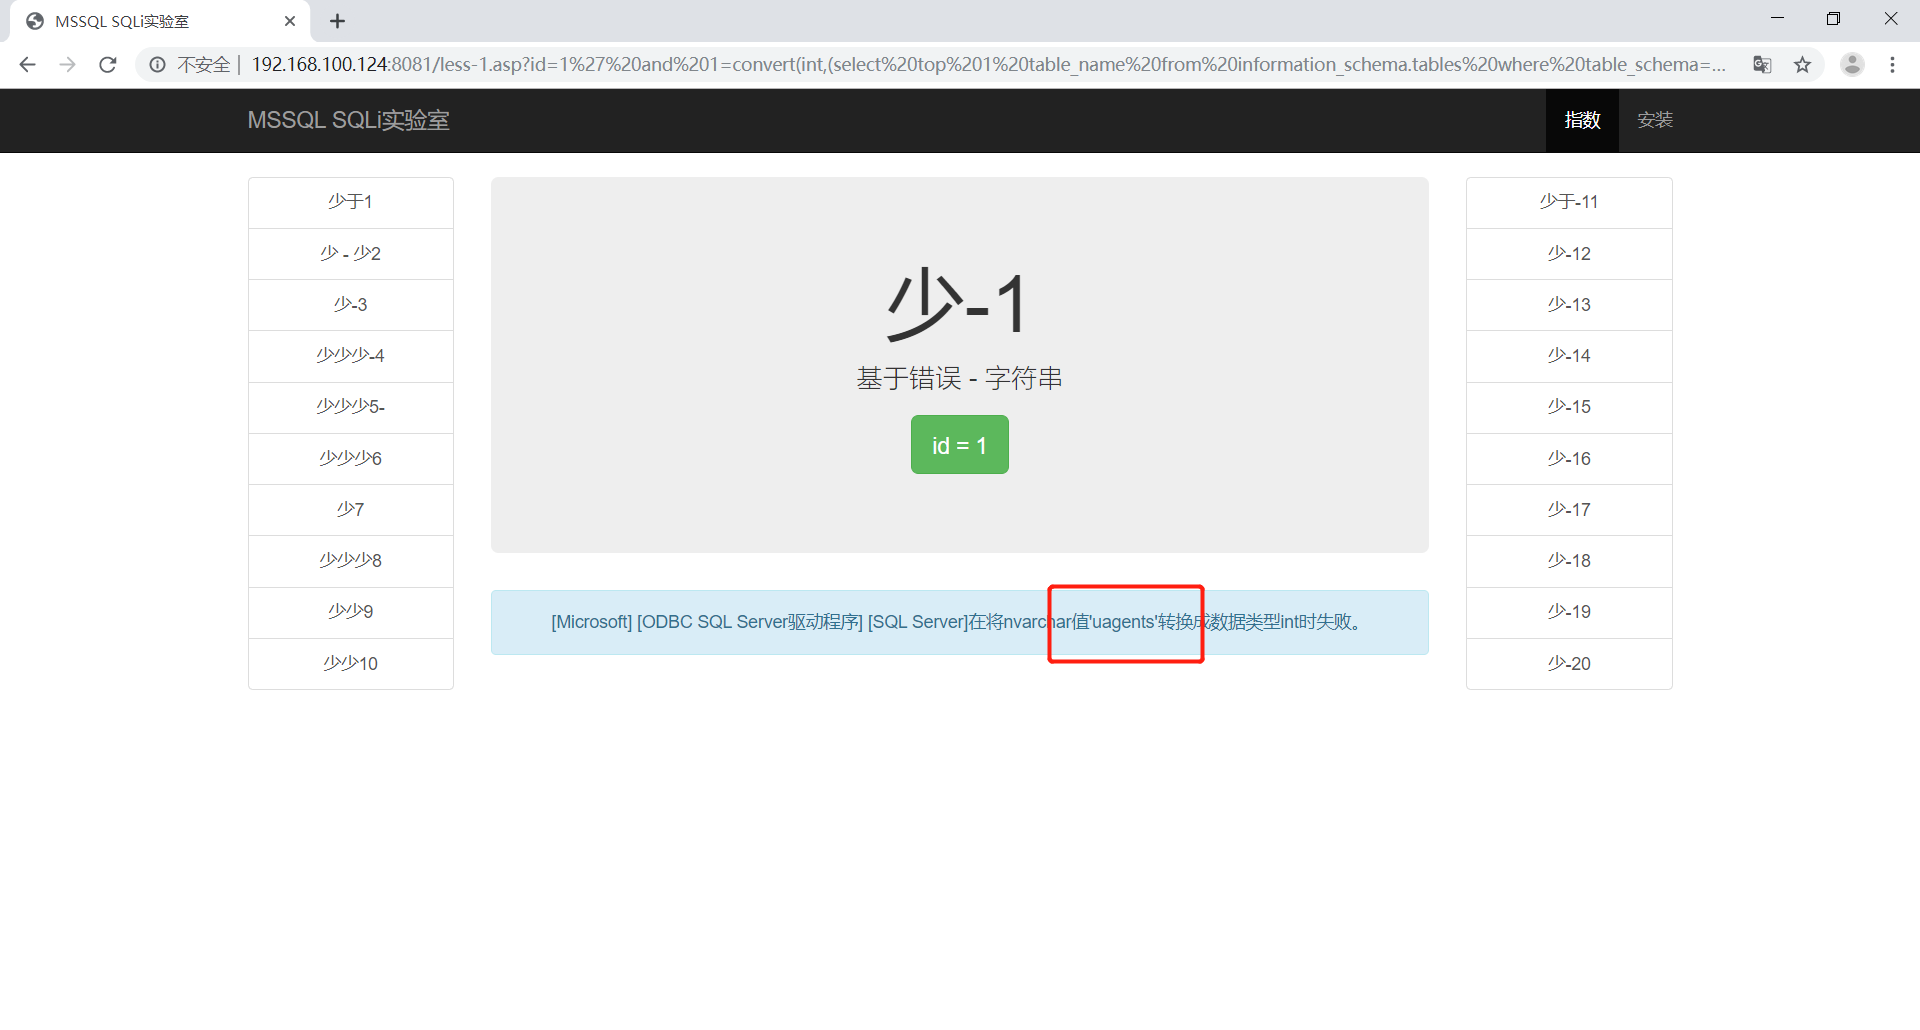 MSSQL SQLi实验室
不安全 | 192.168.100.124:8081/less-1.asp?id=1%27%20and%201=convert(int,(select%20top%201%20table_name%20from%20information_schema.tables%20where%20table_schema=...
MSSQL SQLi实验室
指数 安装
少于1
少 - 少2
少-3
少少少-4
少少少5-
少少少6
少7
少少少8
少少9
少少10
少-1
基于错误 - 字符串
id = 1
[Microsoft] [ODBC SQL Server驱动程序] [SQL Server]在将nvarchar值'uagents'转换成数据类型int时失败。
少于-11
少-12
少-13
少-14
少-15
少-16
少-17
少-18
少-19
少-20